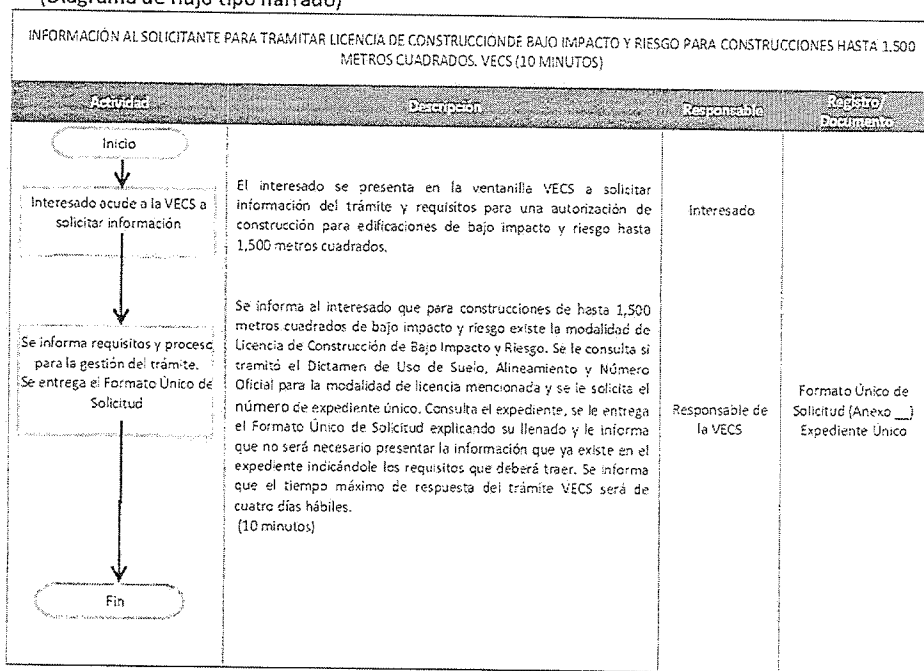 (Diagrama de flujo tipo narrado)
INFORMACIÓN AL SOLICITANTE PARA TRAMITAR LICENCIA DE CONSTRUCCIONDE BAJO IMPACTO Y RIESGO PARA CONSTRUCCIONES HASTA 1.500
METROS CUADRADOS. VECS (10 MINUTOS)
Actividad
Descripción
Responsable
Registro/
Documento
Inicio
Interesado acude a la VECS a
solicitar información
El interesado se presenta en la ventanilla VECS a solicitar
información del trámite y requisitos para una autorización de
construcción para edificaciones de bajo impacto y riesgo hasta
1,500 metros cuadrados.
Interesado
Se informa requisitos y proceso
para la gestión del trámite.
Se entrega el Formato Único de
Solicitud
Se informa al interesado que para construcciones de hasta 1,500
metros cuadrados de bajo impacto y riesgo existe la modalidad de
Licencia de Construcción de Bajo Impacto y Riesgo. Se le consulta si
tramitó el Dictamen de Uso de Suelo, Alineamiento y Número
Oficial para la modalidad de licencia mencionada y se le solicita el
número de expediente único. Consulta el expediente, se le entrega
el Formato Único de Solicitud explicando su llenado y le informa
que no será necesario presentar la información que ya existe en el
expediente indicándole los requisitos que deberá traer. Se informa
que el tiempo máximo de respuesta del trámite VECS será de
cuatro días hábiles.
(10 minutos)
Responsable de
la VECS
Formato Único de
Solicitud (Anexo __)
Expediente Único
Fin